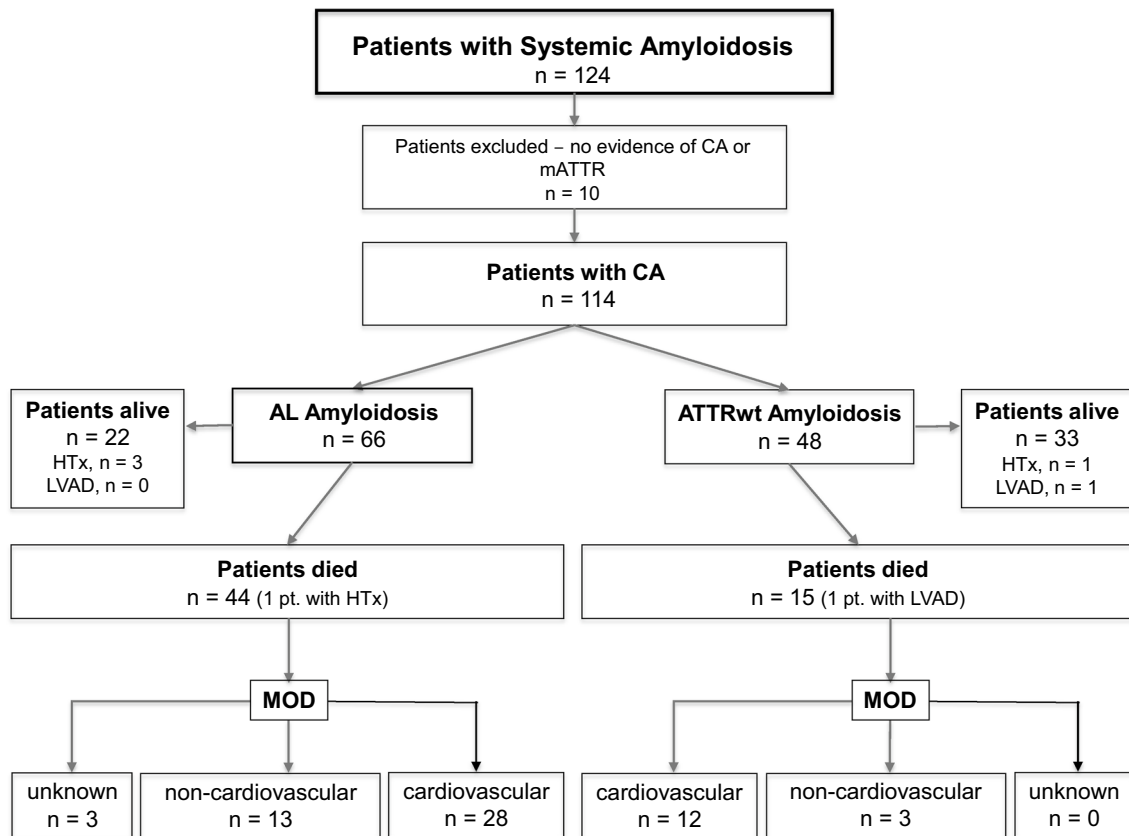 Patients with Systemic Amyloidosis
n = 124
Patients excluded – no evidence of CA or
mATTR
n = 10
Patients with CA
n = 114
Patients alive
n = 22
HTx, n = 3
LVAD, n = 0
AL Amyloidosis
n = 66
ATTRwt Amyloidosis
n = 48
Patients alive
n = 33
HTx, n = 1
LVAD, n = 1
Patients died
n = 44 (1 pt. with HTx)
Patients died
n = 15 (1 pt. with LVAD)
MOD
MOD
unknown
n = 3
non-cardiovascular
n = 13
cardiovascular
n = 28
cardiovascular
n = 12
non-cardiovascular
n = 3
unknown
n = 0